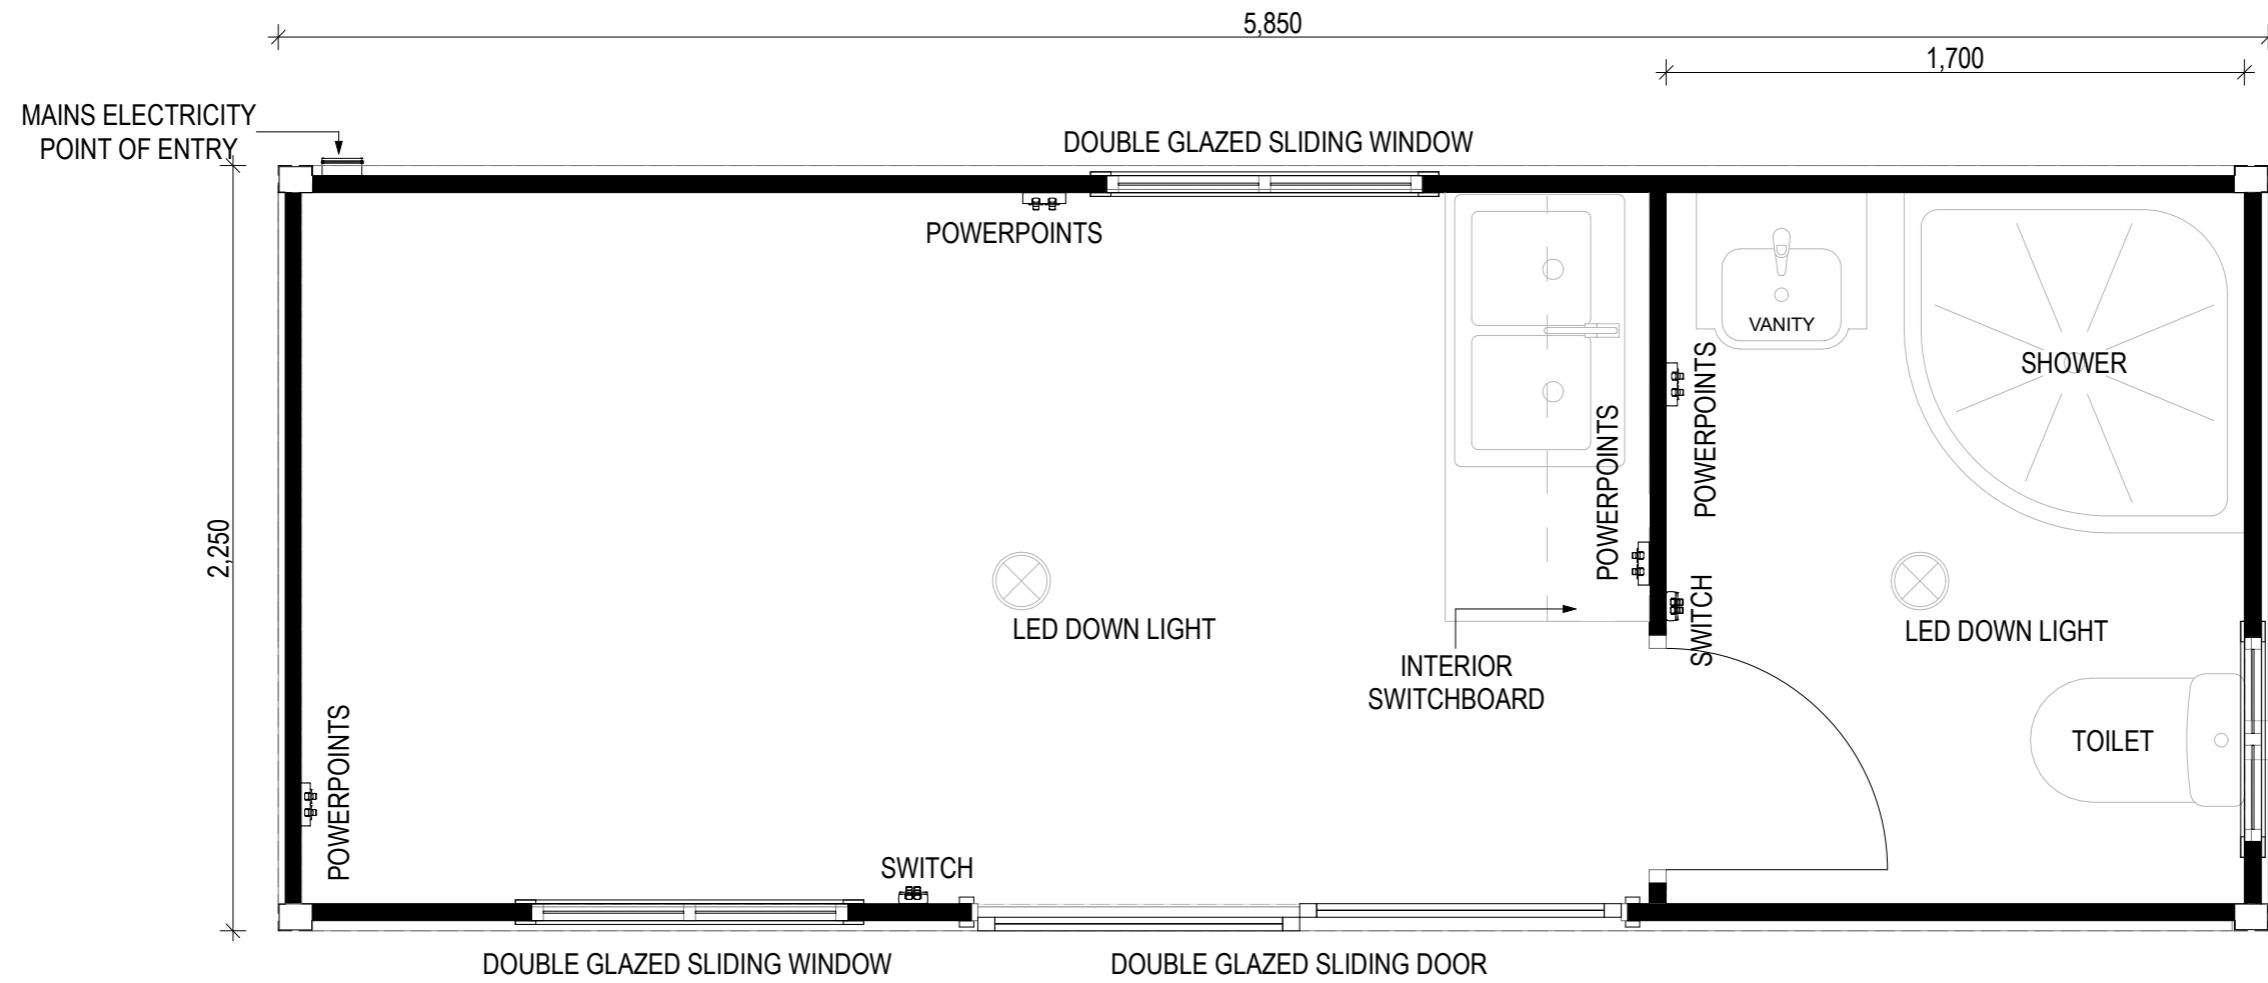 5,850
1,700
MAINS ELECTRICITY
POINT OF ENTRY
DOUBLE GLAZED SLIDING WINDOW
POWERPOINTS
VANITY
SHOWER
POWERPOINTS
POWERPOINTS
2,250
LED DOWN LIGHT
SWITCH
LED DOWN LIGHT
INTERIOR
SWITCHBOARD
POWERPOINTS
TOILET
SWITCH
DOUBLE GLAZED SLIDING WINDOW
DOUBLE GLAZED SLIDING DOOR